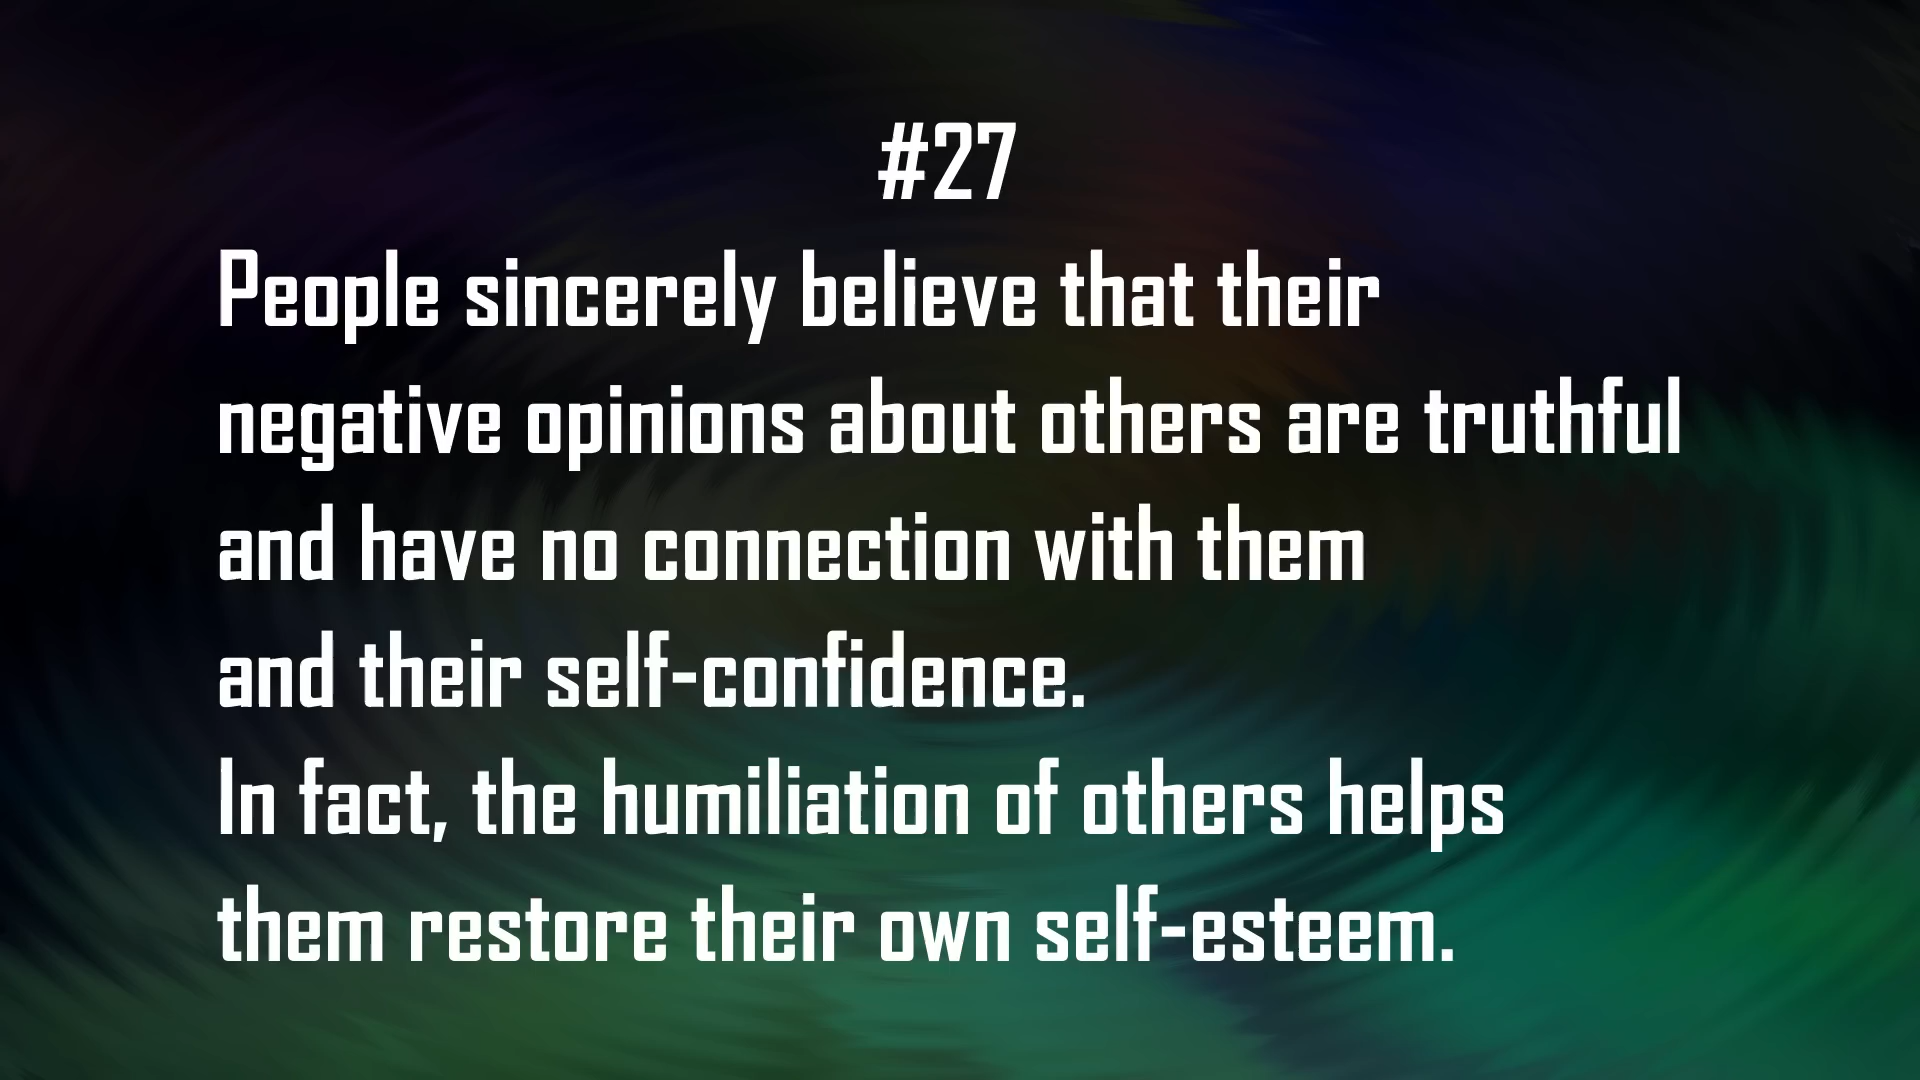 #27
People sincerely believe that their
negative opinions about others are truthful
and have no connection with them
and their self-confidence.
In fact, the humiliation of others helps
them restore their own self-esteem.